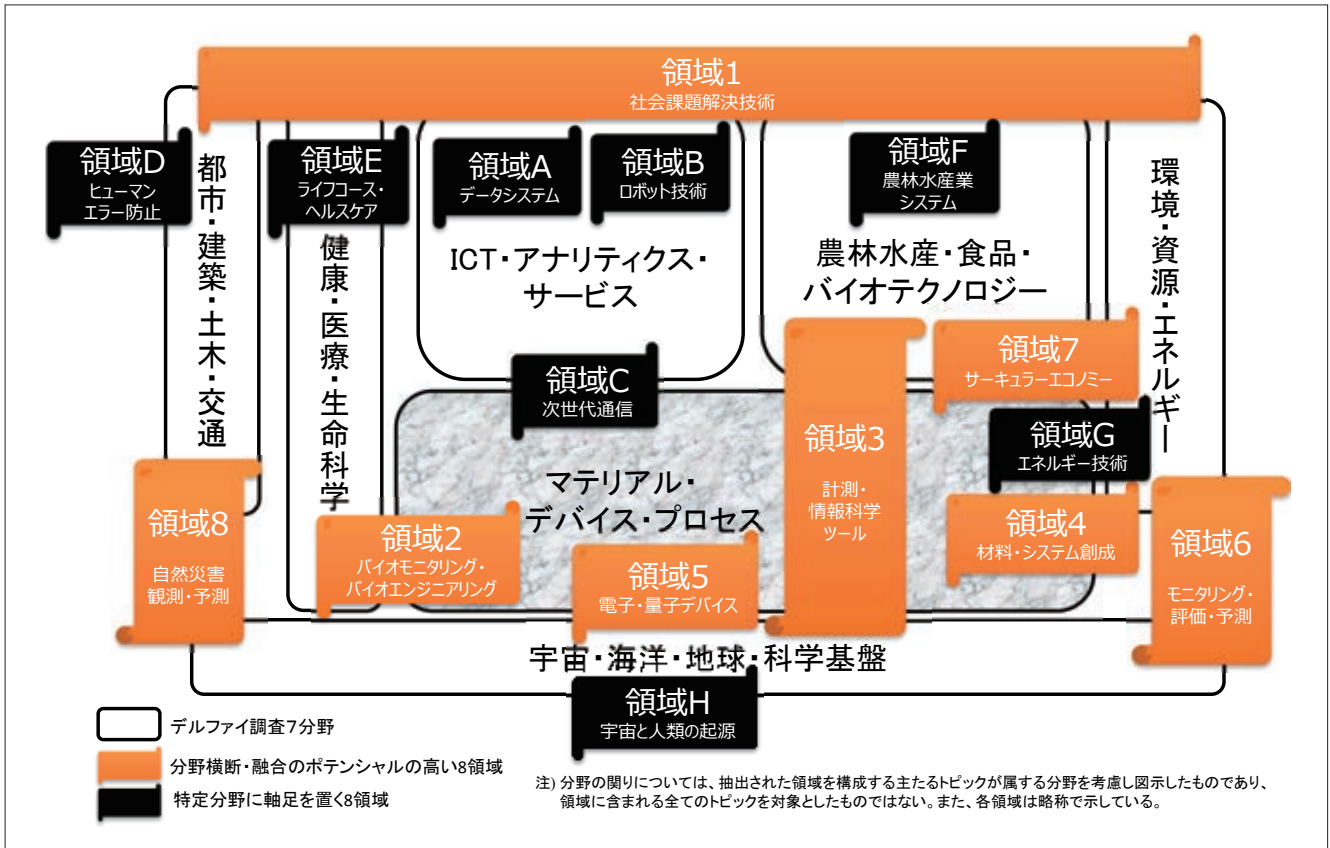 領域1
社会課題解決技術
領域D
ヒューマン
エラー防止
都市・建築・土木・交通
領域E
ライフコース・
ヘルスケア
健康・医療・生命科学
領域A
データシステム
領域B
ロボット技術
ICT・アナリティクス・
サービス
領域F
農林水産業
システム
農林水産・食品・
バイオテクノロジー
環境・資源・エネルギー
領域C
次世代通信
領域3
計測・
情報科学
ツール
領域7
サーキュラーエコノミー
領域G
エネルギー技術
マテリアル・
デバイス・プロセス
領域8
自然災害
観測・予測
領域2
バイオモニタリング・
バイオエンジニアリング
領域5
電子・量子デバイス
領域4
材料・システム創成
領域6
モニタリング・
評価・予測
宇宙・海洋・地球・科学基盤
領域H
宇宙と人類の起源
デルファイ調査7分野
分野横断・融合のポテンシャルの高い8領域
特定分野に軸足を置く8領域
注) 分野の関りについては、抽出された領域を構成する主たるトピックが属する分野を考慮し図示したものであり、
領域に含まれる全てのトピックを対象としたものではない。また、各領域は略称で示している。